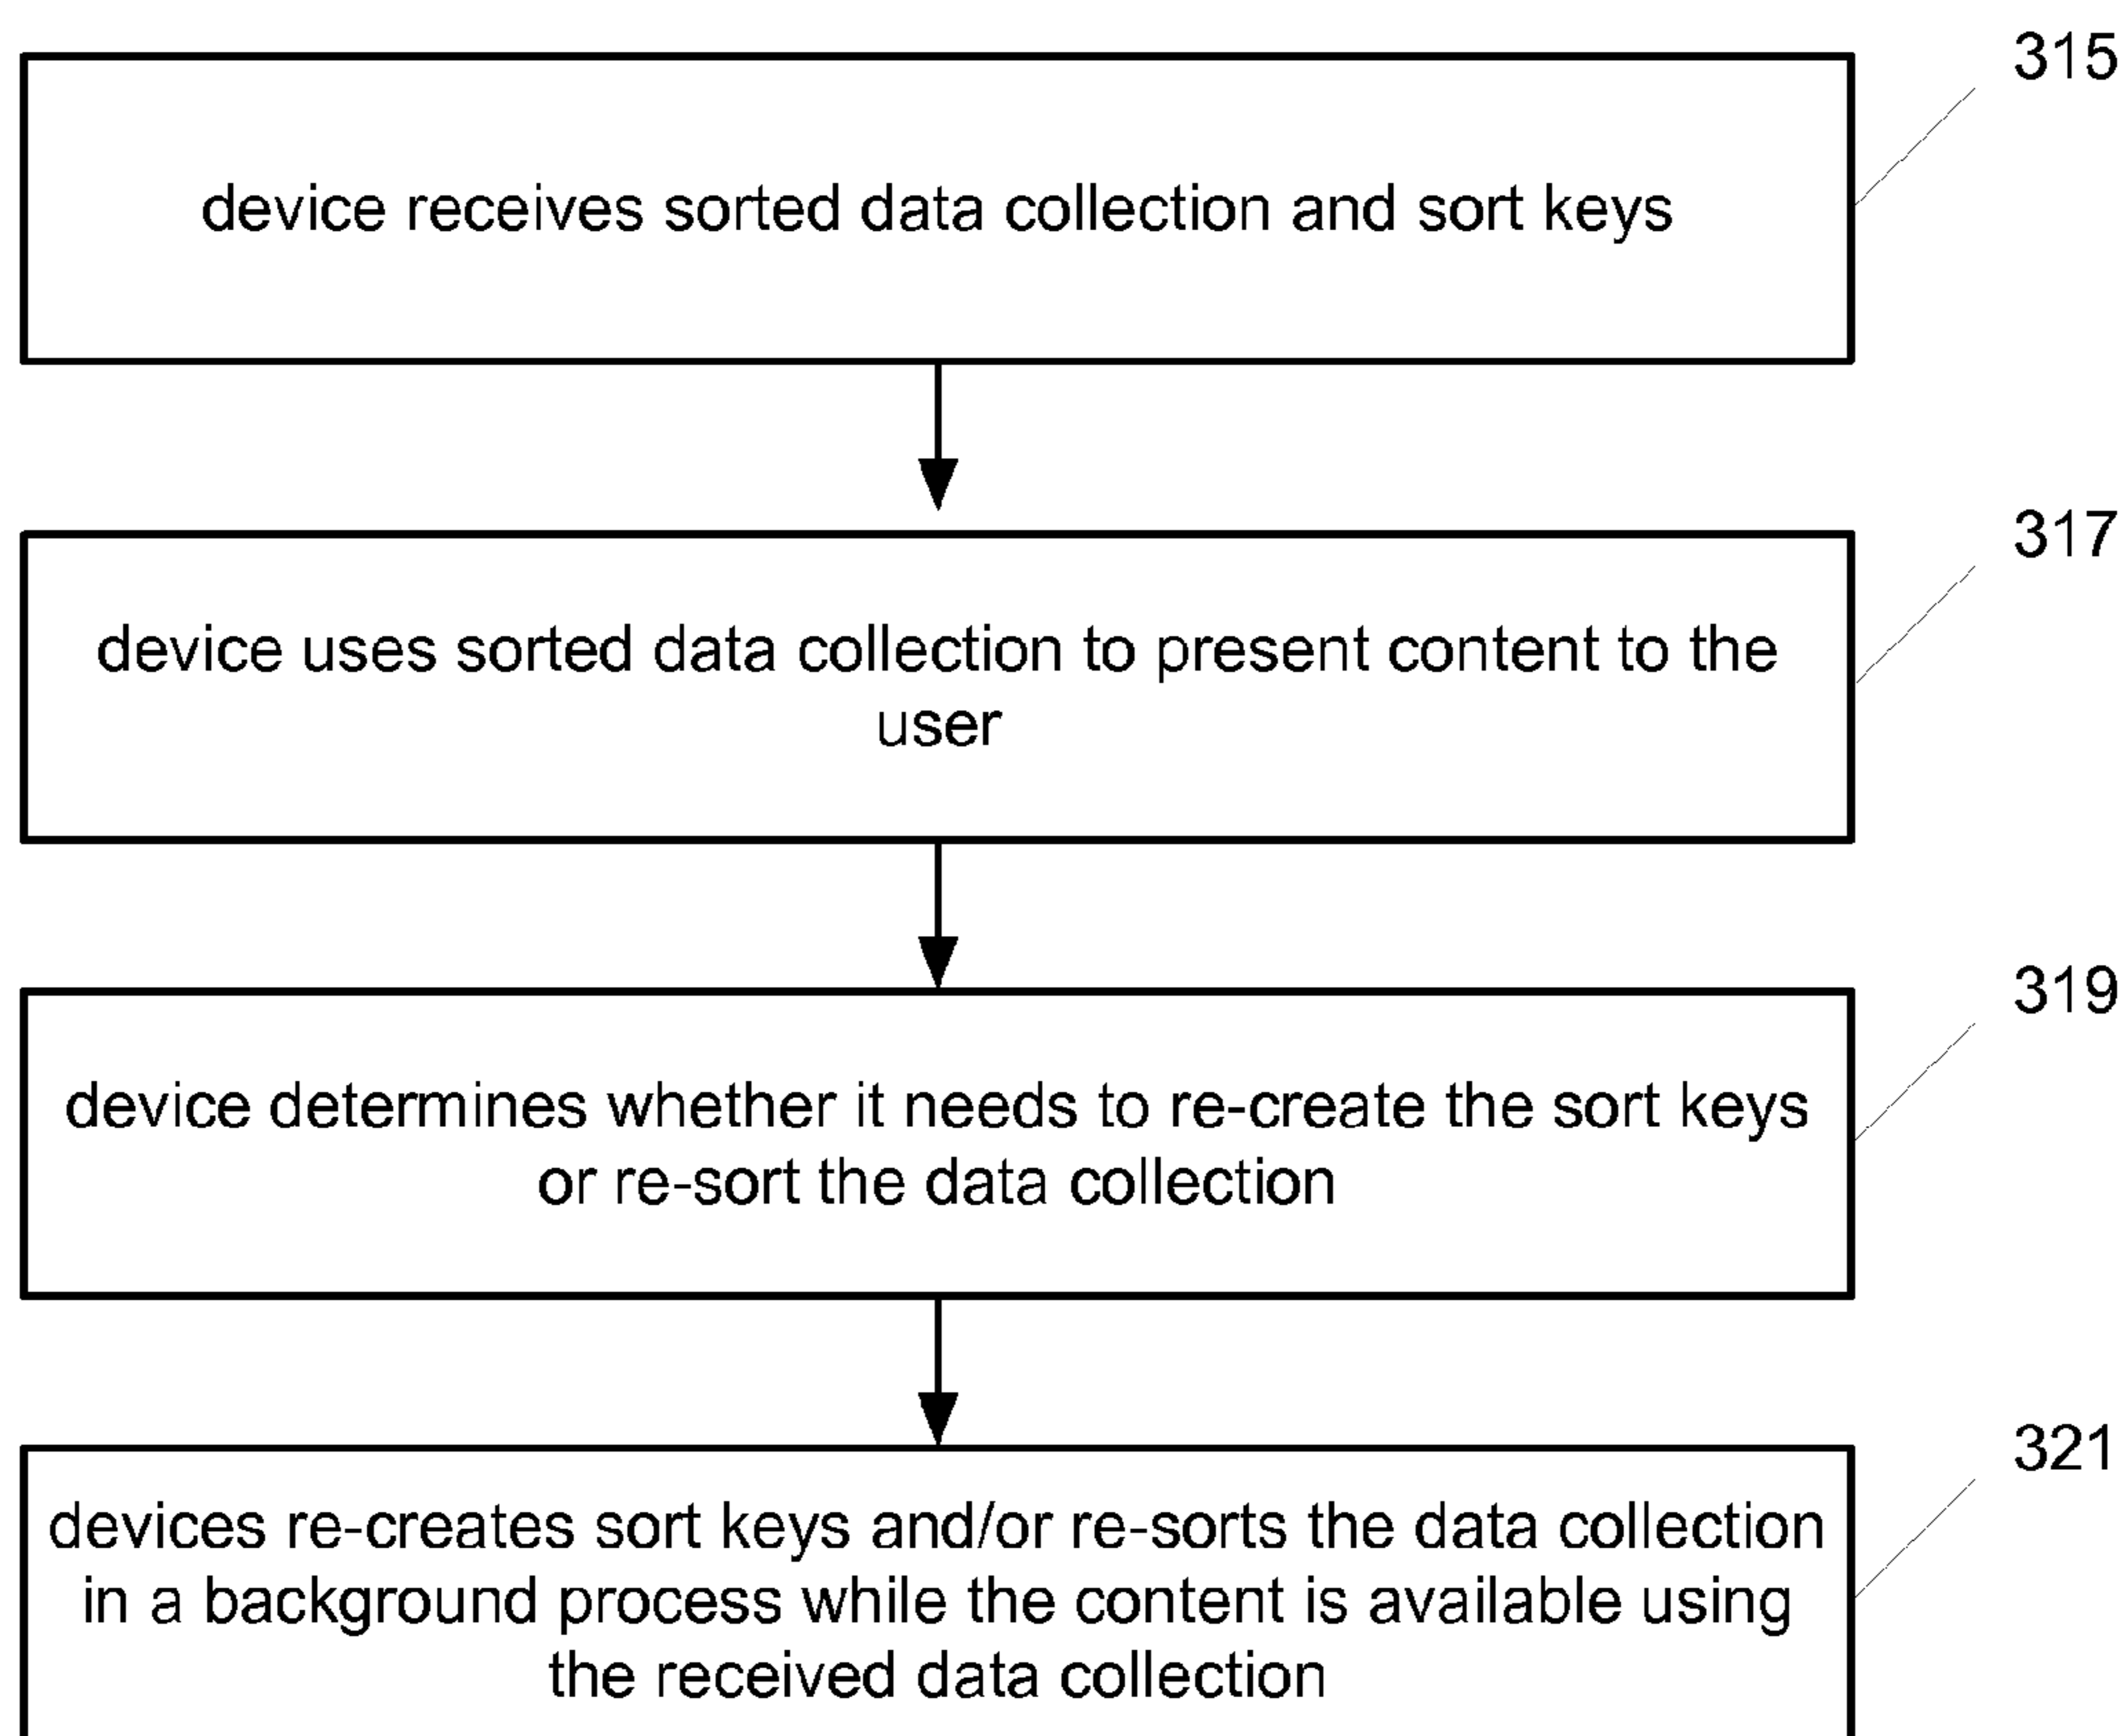 315
device receives sorted data collection and sort keys
317
device uses sorted data collection to present content to the
user
319
device determines whether it needs to re-create the sort keys
or re-sort the data collection
321
devices re-creates sort keys and/or re-sorts the data collection
in a background process while the content is available using
the received data collection